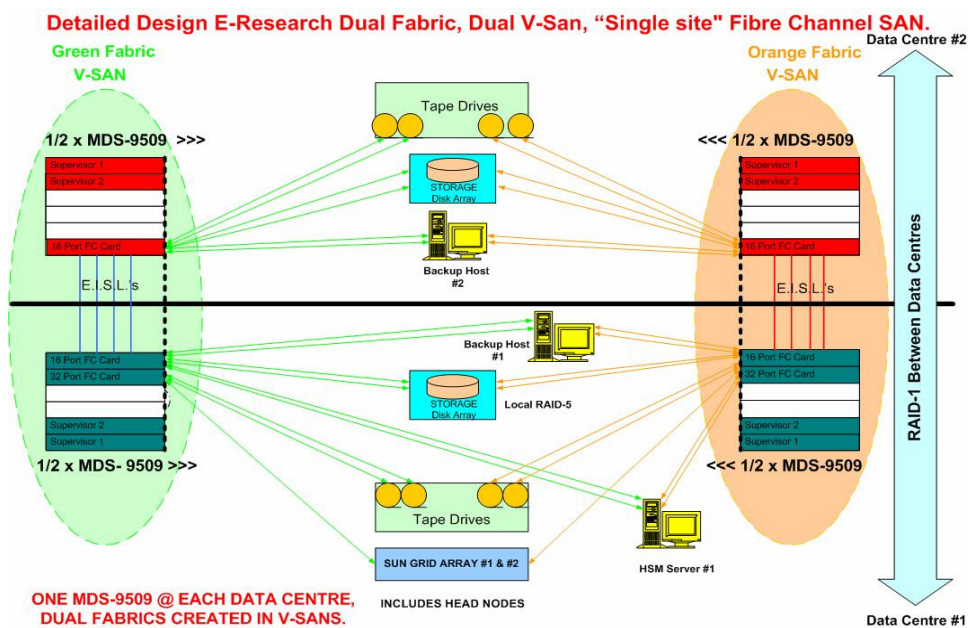 Detailed Design E-Research Dual Fabric, Dual V-San, “Single site" Fibre Channel SAN.
Data Centre #2
Green Fabric
V-SAN
Orange Fabric
V-SAN
Tape Drives
1/2 x MDS-9509 >>>
<<< 1/2 x MDS-9509
Supervisor 1
Supervisor 2
16 Port FC Card
STORAGE
Disk Array
Supervisor 1
Supervisor 2
16 Port FC Card
Backup Host
#2
E.I.S.L.'s
E.I.S.L.'s
RAID-1 Between Data Centres
Backup Host
#1
16 Port FC Card
32 Port FC Card
Supervisor 2
Supervisor 1
STORAGE
Disk Array
Local RAID-5
16 Port FC Card
32 Port FC Card
Supervisor 2
Supervisor 1
1/2 x MDS- 9509 >>>
<<< 1/2 x MDS-9509
Tape Drives
SUN GRID ARRAY #1 & #2
HSM Server #1
INCLUDES HEAD NODES
ONE MDS-9509 @ EACH DATA CENTRE,
DUAL FABRICS CREATED IN V-SANS.
Data Centre #1